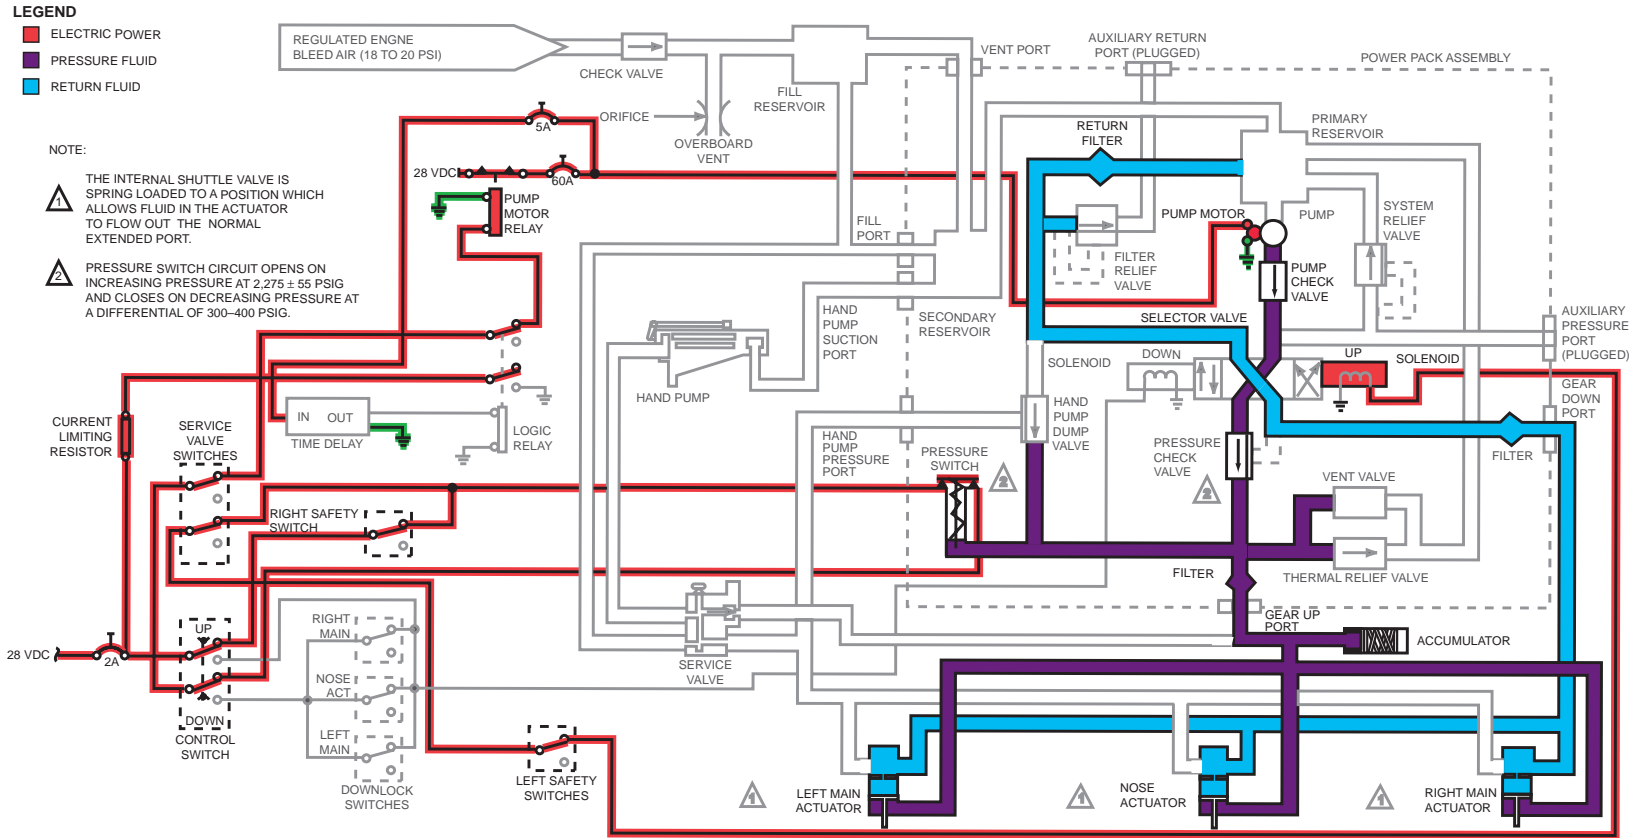 LEGEND
ELECTRIC POWER
PRESSURE FLUID
RETURN FLUID
NOTE:
1
THE INTERNAL SHUTTLE VALVE IS
SPRING LOADED TO A POSITION WHICH
ALLOWS FLUID IN THE ACTUATOR
TO FLOW OUT THE NORMAL
EXTENDED PORT.
2
PRESSURE SWITCH CIRCUIT OPENS ON
INCREASING PRESSURE AT 2,275 ± 55 PSIG
AND CLOSES ON DECREASING PRESSURE AT
A DIFFERENTIAL OF 300–400 PSIG.
REGULATED ENGNE
BLEED AIR (18 TO 20 PSI)
CHECK VALVE
FILL
RESERVOIR
ORIFICE
OVERBOARD
VENT
VENT PORT
AUXILIARY RETURN
PORT (PLUGGED)
POWER PACK ASSEMBLY
5A
28 VDC
60A
PUMP
MOTOR
RELAY
RETURN
FILTER
PRIMARY
RESERVOIR
FILL
PORT
PUMP MOTOR
PUMP
SYSTEM
RELIEF
VALVE
FILTER
RELIEF
VALVE
PUMP
CHECK
VALVE
HAND
PUMP
SUCTION
PORT
SECONDARY
RESERVOIR
SELECTOR VALVE
AUXILIARY
PRESSURE
PORT
(PLUGGED)
SOLENOID
DOWN
UP
SOLENOID
GEAR
DOWN
PORT
HAND PUMP
HAND
PUMP
DUMP
VALVE
CURRENT
LIMITING
RESISTOR
SERVICE
VALVE
SWITCHES
IN
OUT
TIME DELAY
LOGIC
RELAY
HAND
PUMP
PRESSURE
PORT
PRESSURE
SWITCH
2
PRESSURE
CHECK
VALVE
2
FILTER
VENT VALVE
RIGHT SAFETY
SWITCH
FILTER
THERMAL RELIEF VALVE
GEAR UP
PORT
ACCUMULATOR
28 VDC
2A
UP
DOWN
CONTROL
SWITCH
RIGHT
MAIN
NOSE
ACT
LEFT
MAIN
DOWNLOCK
SWITCHES
SERVICE
VALVE
LEFT SAFETY
SWITCHES
1
LEFT MAIN
ACTUATOR
1
NOSE
ACTUATOR
1
RIGHT MAIN
ACTUATOR